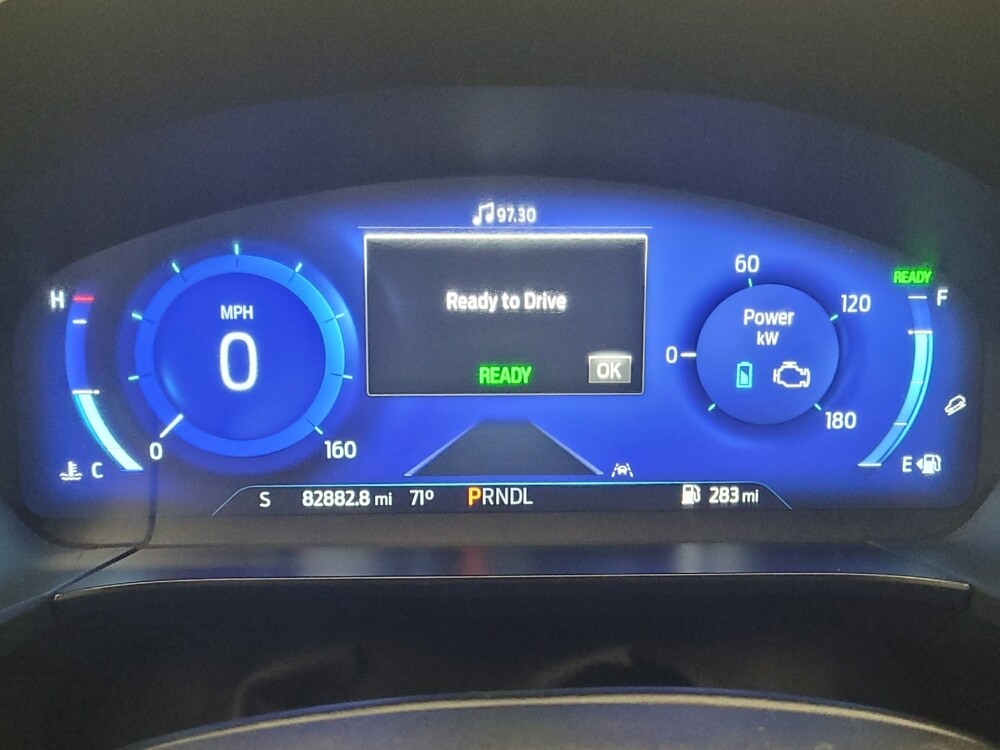 97.30
Ready to Drive
READY
OK
H
C
MPH
0
0
160
60
120
0
180
Power
kW
READY
F
E
S 82882.8 mi 71° PRNDL 283 mi